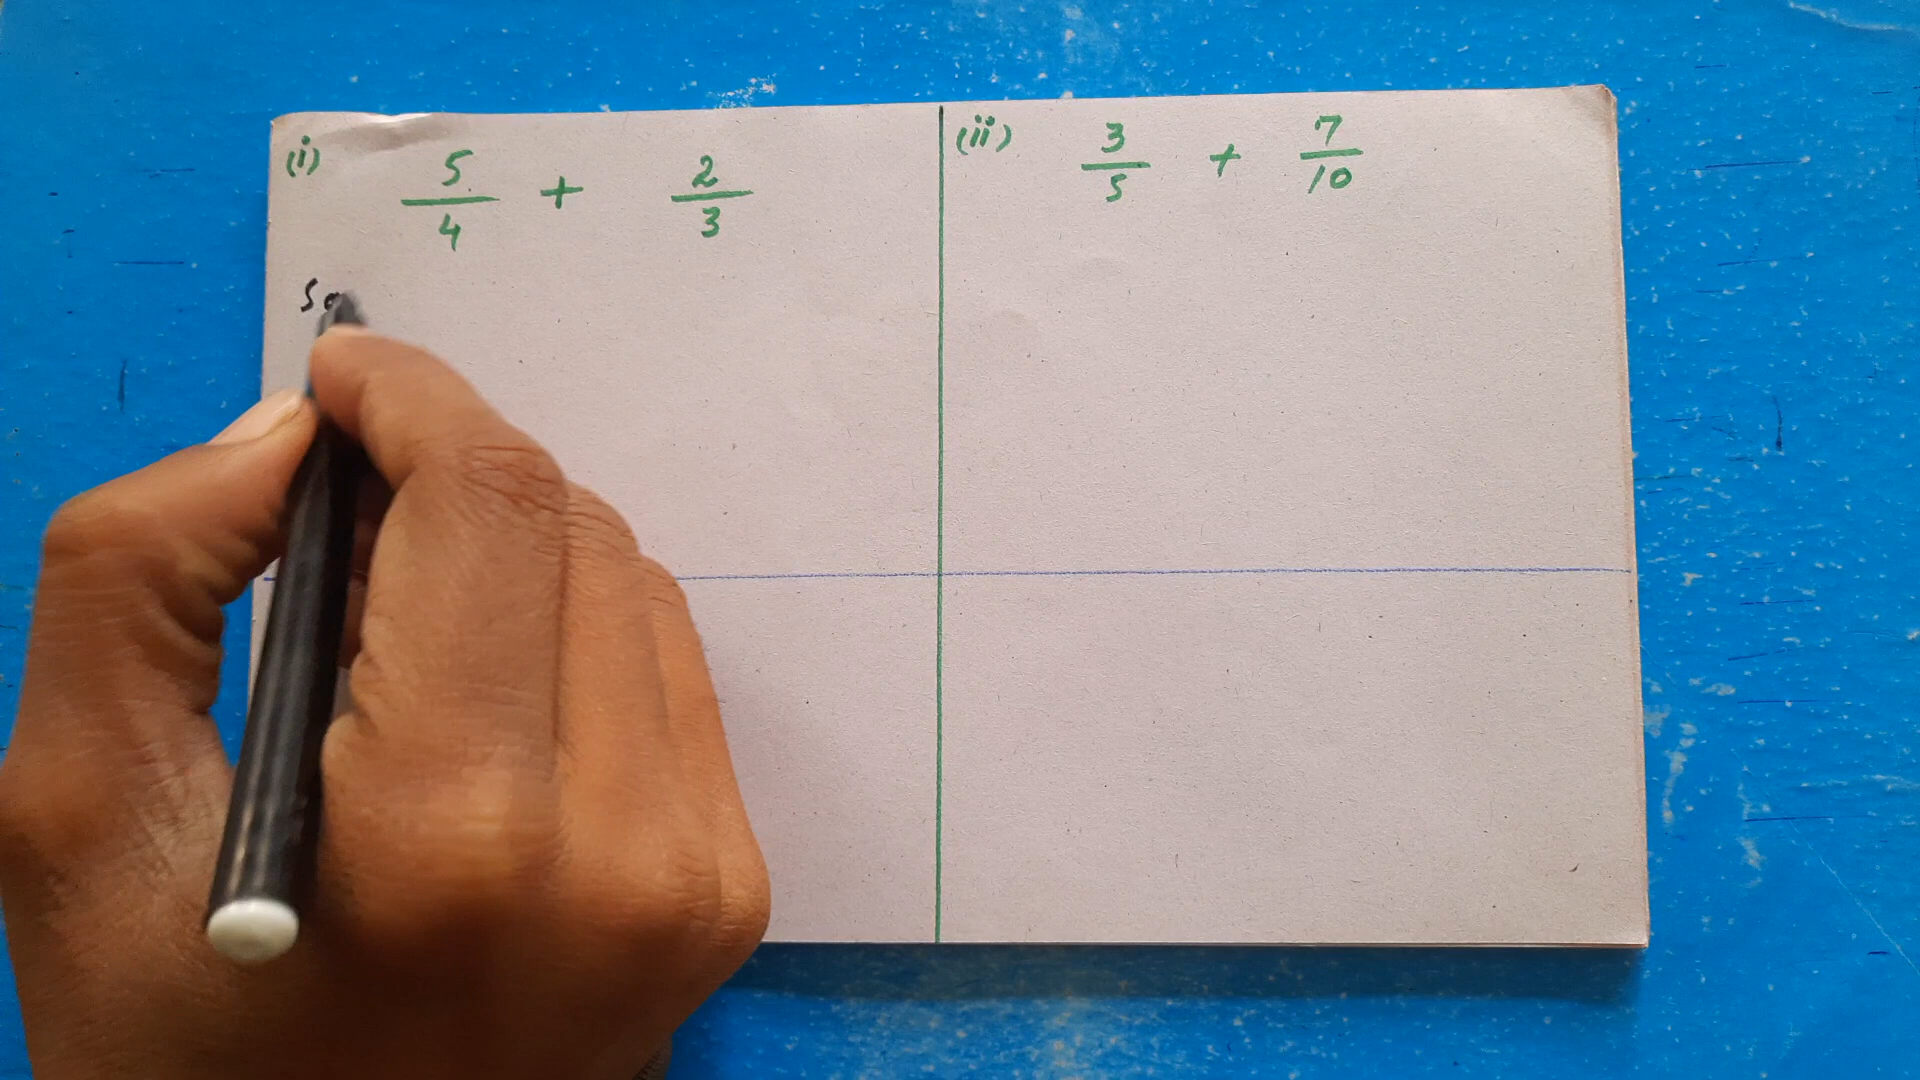 (i) 5/4 + 2/3
(ii) 3/5 + 7/10